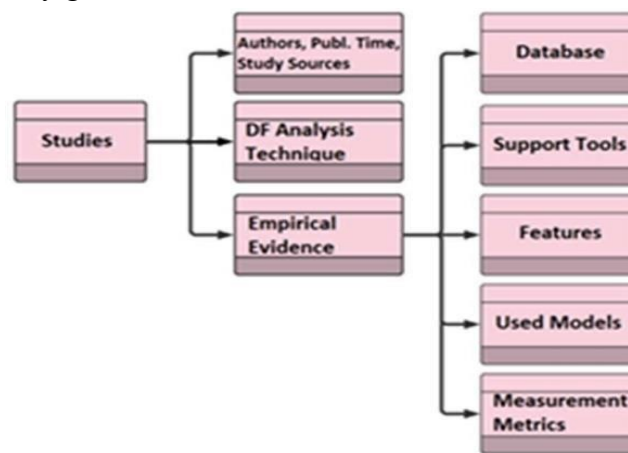 Authors, Publ. Time,
Study Sources
Studies
DF Analysis
Technique
Empirical
Evidence
Database
Support Tools
Features
Used Models
Measurement
Metrics